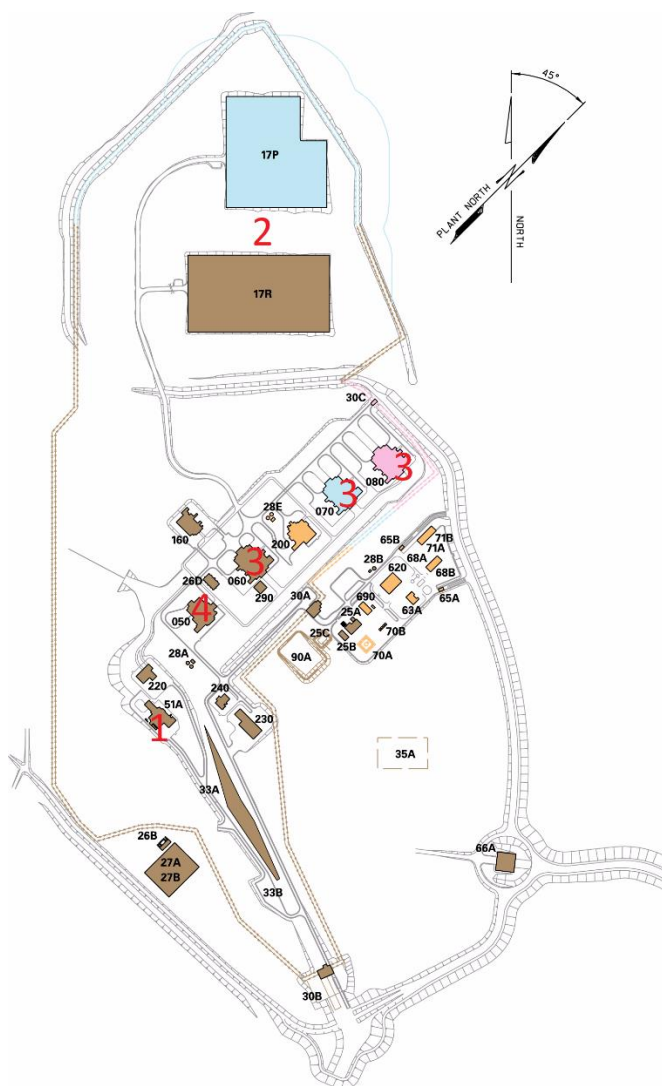 45°
PLANT NORTH
NORTH
17P
2
17R
30C
3
080
3
070
28E
200
160
65B
71B
71A
28B
68A
3
620
68B
26D
060
290
30A
690
63A
65A
4
25A
050
25C
70B
25B
90A
70A
28A
220
240
51A
230
1
35A
33A
26B
66A
27A
27B
33B
30B